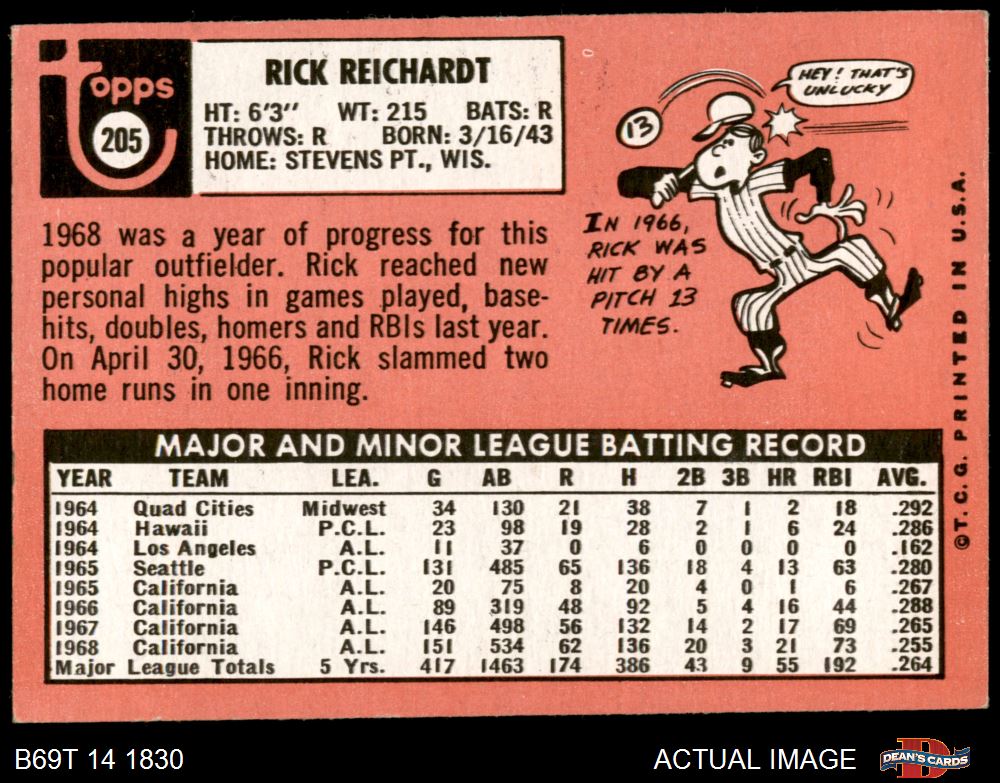 Topps
205
RICK REICHARDT
HT: 6'3" WT: 215 BATS: R
THROWS: R BORN: 3/16/43
HOME: STEVENS PT., WIS.
1968 was a year of progress for this
popular outfielder. Rick reached new
personal highs in games played, base-
hits, doubles, homers and RBIs last year.
On April 30, 1966, Rick slammed two
home runs in one inning.
HEY! THAT'S
UNLUCKY
13
IN 1966,
RICK WAS
HIT BY A
PITCH 13
TIMES.
MAJOR AND MINOR LEAGUE BATTING RECORD
YEAR TEAM LEA. G AB R H 2B 3B HR RBI AVG.
1964 Quad Cities Midwest 34 130 21 38 7 1 2 18 .292
1964 Hawaii P.C.L. 23 98 19 28 2 1 6 24 .286
1964 Los Angeles A.L. 11 37 0 6 0 0 0 0 .162
1965 Seattle P.C.L. 131 485 65 136 18 4 13 63 .280
1965 California A.L. 20 75 8 20 4 0 1 6 .267
1966 California A.L. 89 319 48 92 5 4 16 44 .288
1967 California A.L. 146 498 56 132 14 2 17 69 .265
1968 California A.L. 151 534 62 136 20 3 21 73 .255
Major League Totals 5 Yrs. 417 1463 174 386 43 9 55 192 .264
©T. C. G. PRINTED IN U.S.A.
B69T 14 1830
ACTUAL IMAGE
D
DEAN'S CARDS